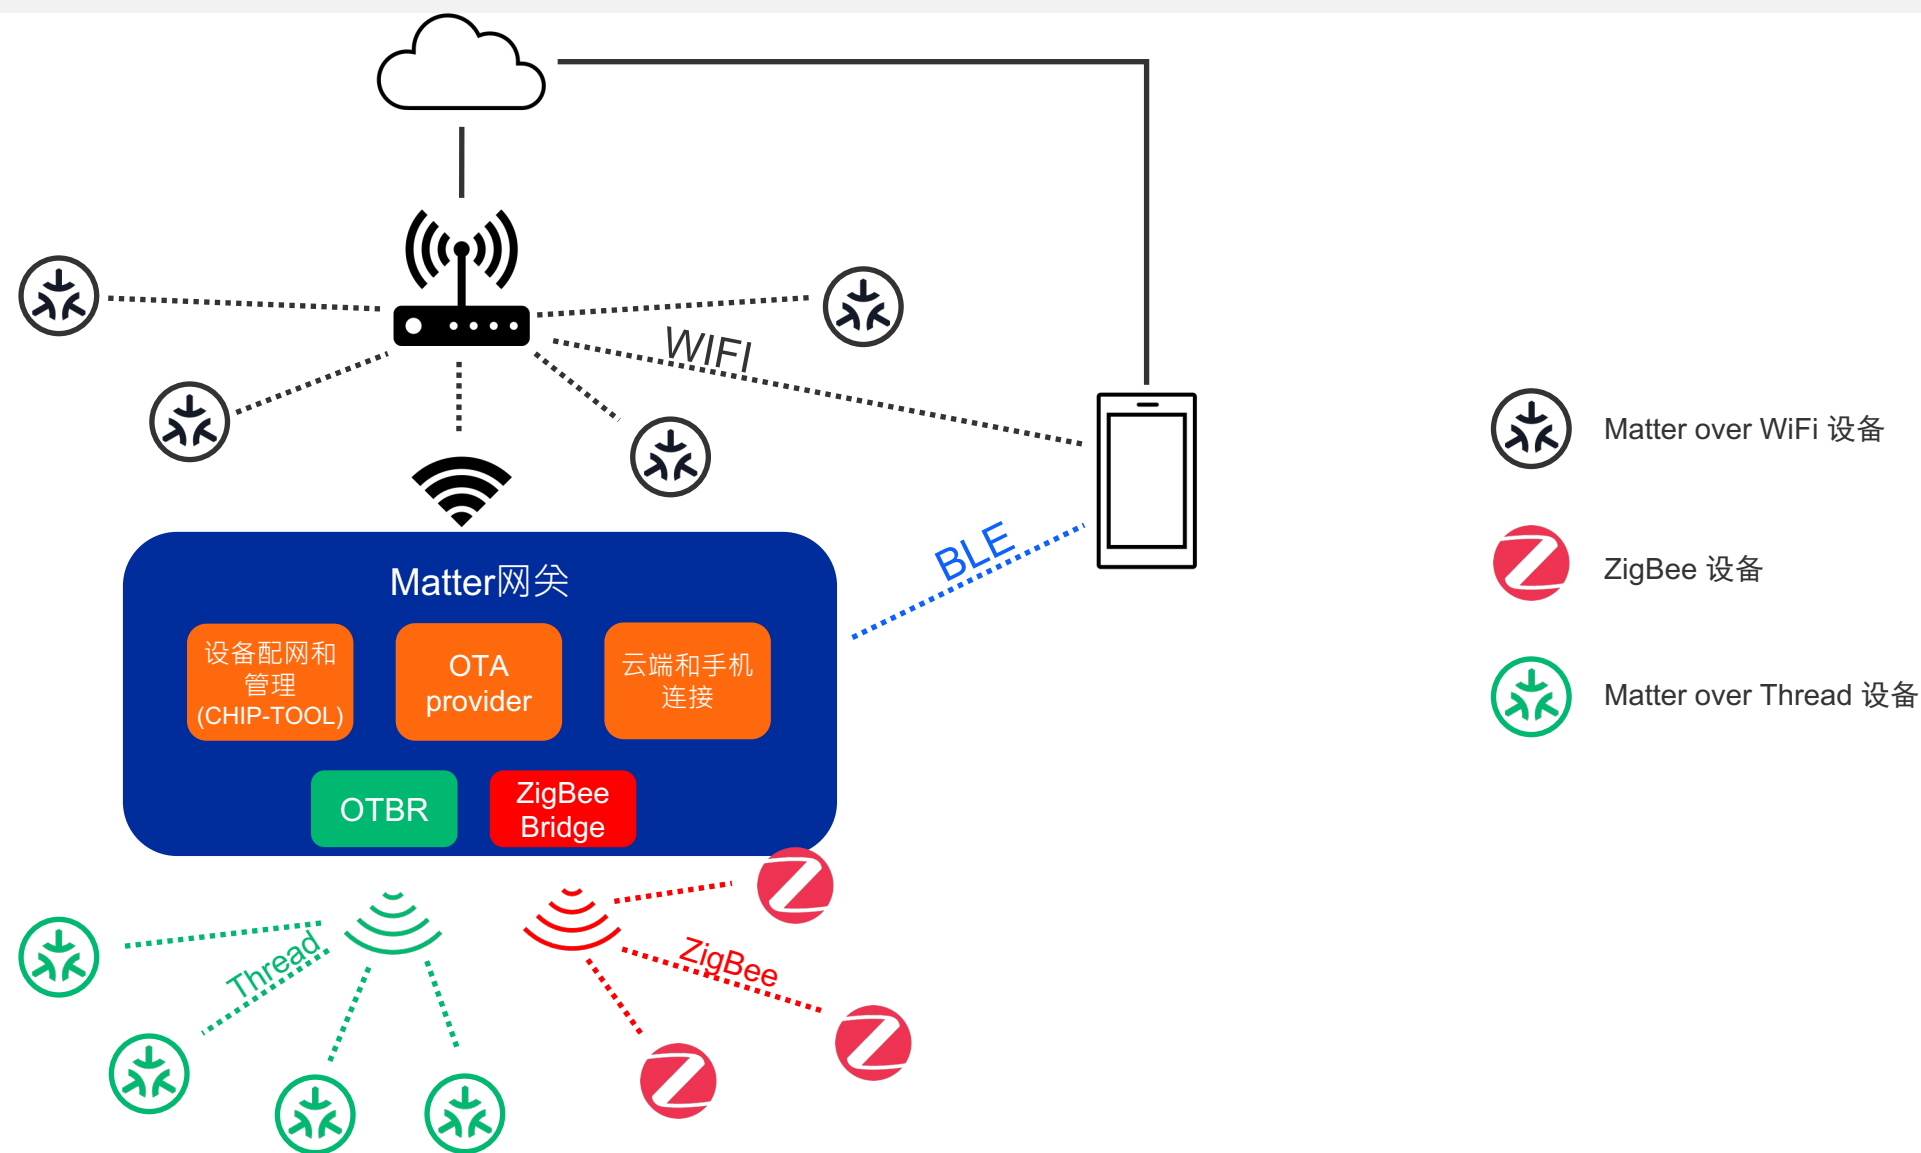 WIFI
BLE
Matter网关
设备配网和
管理
(CHIP-TOOL)
OTA
provider
云端和手机
连接
OTBR
ZigBee
Bridge
Thread
ZigBee
Matter over WiFi 设备
ZigBee 设备
Matter over Thread 设备